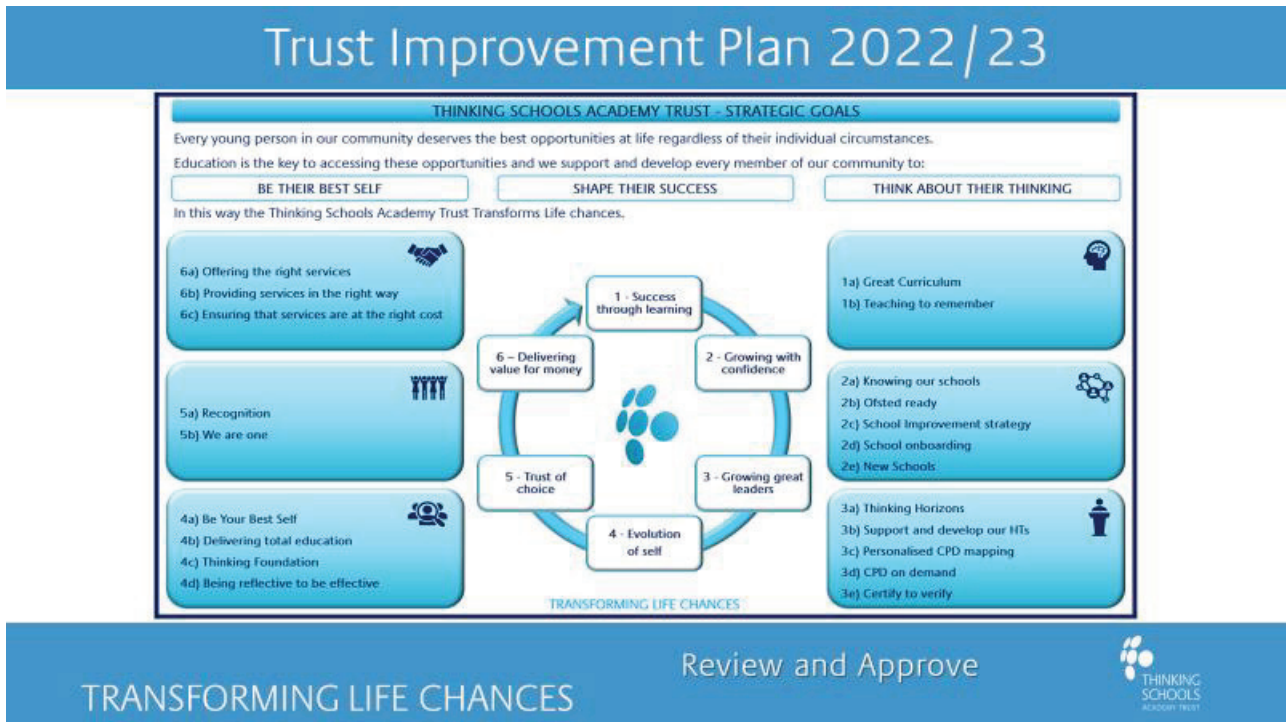 Trust Improvement Plan 2022/23
THINKING SCHOOLS ACADEMY TRUST - STRATEGIC GOALS
Every young person in our community deserves the best opportunities at life regardless of their individual circumstances.
Education is the key to accessing these opportunities and we support and develop every member of our community to:
BE THEIR BEST SELF
SHAPE THEIR SUCCESS
THINK ABOUT THEIR THINKING
In this way the Thinking Schools Academy Trust Transforms Life chances.
6a) Offering the right services
6b) Providing services in the right way
6c) Ensuring that services are at the right cost
5a) Recognition
5b) We are one
4a) Be Your Best Self
4b) Delivering total education
4c) Thinking Foundation
4d) Being reflective to be effective
1 - Success
through learning
2 - Growing with
confidence
3 - Growing great
leaders
4 - Evolution
of self
5 - Trust of
choice
6 – Delivering
value for money
TRANSFORMING LIFE CHANCES
1a) Great Curriculum
1b) Teaching to remember
2a) Knowing our schools
2b) Ofsted ready
2c) School Improvement strategy
2d) School onboarding
2e) New Schools
3a) Thinking Horizons
3b) Support and develop our HTs
3c) Personalised CPD mapping
3d) CPD on demand
3e) Certify to verify
Review and Approve
TRANSFORMING LIFE CHANCES
THINKING
SCHOOLS
ACADEMY TRUST